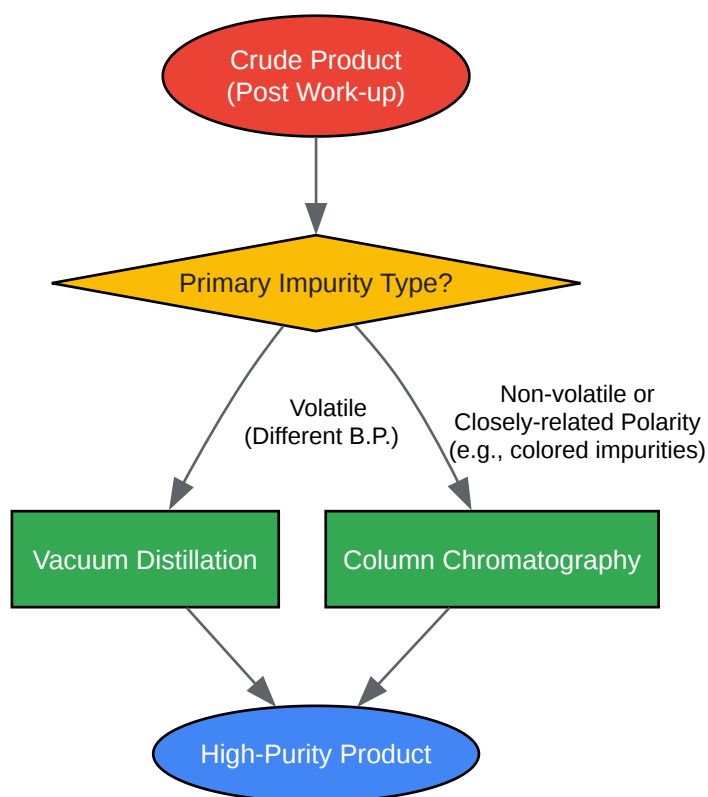 Crude Product
(Post Work-up)
Primary Impurity Type?
Volatile
(Different B.P.)
Non-volatile or
Closely-related Polarity
(e.g., colored impurities)
Vacuum Distillation
Column Chromatography
High-Purity Product